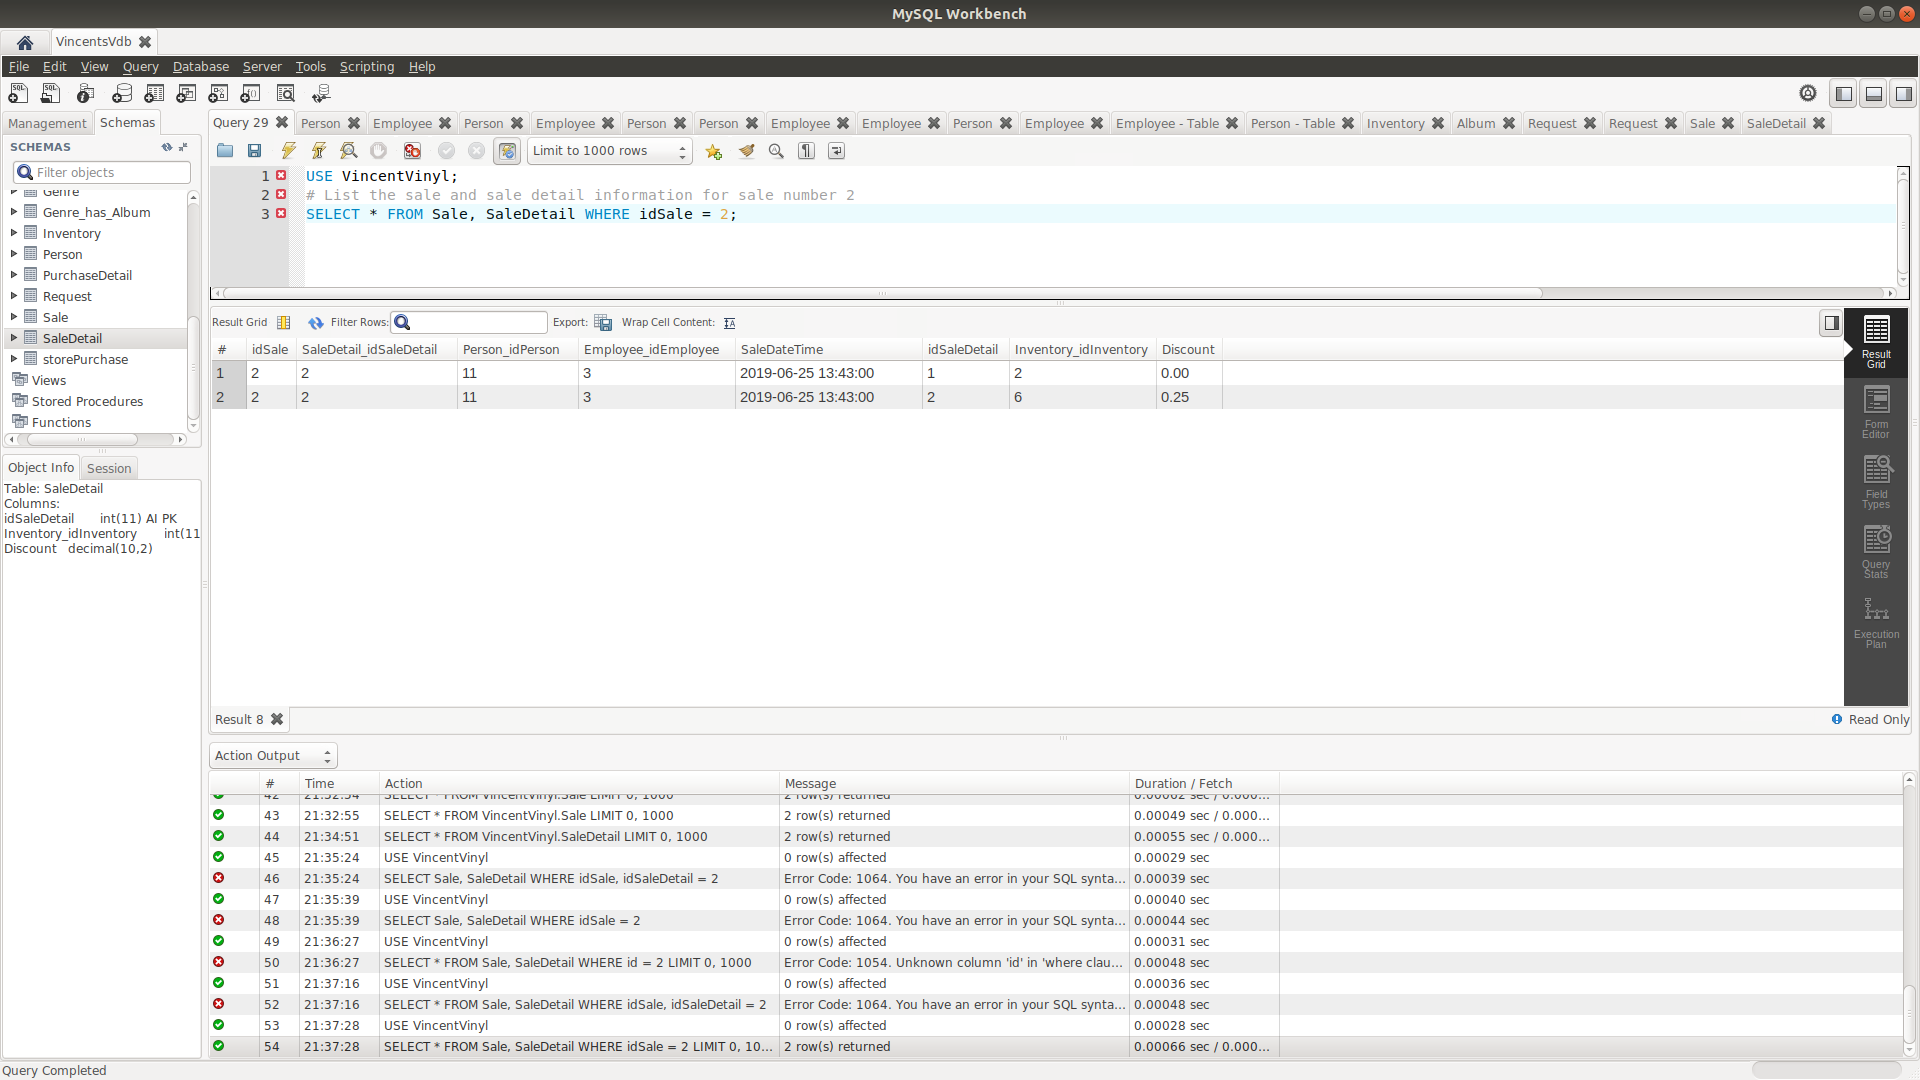 MySQL Workbench
VincentsVdb
File Edit View Query Database Server Tools Scripting Help
Management Schemas
Query 29 Person Employee Person Employee Person Person Employee Employee Person Employee Employee - Table Person - Table Inventory Album Request Request Sale SaleDetail
SCHEMAS
Filter objects
Genre
Genre_has_Album
Inventory
Person
PurchaseDetail
Request
Sale
SaleDetail
storePurchase
Views
Stored Procedures
Functions
Object Info Session
Table: SaleDetail
Columns:
idSaleDetail int(11) AI PK
Inventory_idInventory int(11
Discount decimal(10,2)
Limit to 1000 rows
1 USE VincentVinyl;
2 # List the sale and sale detail information for sale number 2
3 SELECT * FROM Sale, SaleDetail WHERE idSale = 2;
Result Grid Filter Rows: Export: Wrap Cell Content:
# idSale SaleDetail_idSaleDetail Person_idPerson Employee_idEmployee SaleDateTime idSaleDetail Inventory_idInventory Discount
1 2 2 11 3 2019-06-25 13:43:00 1 2 0.00
2 2 2 11 3 2019-06-25 13:43:00 2 6 0.25
Result
Grid
Form
Editor
Field
Types
Query
Stats
Execution
Plan
Result 8
Read Only
Action Output
# Time Action Message Duration / Fetch
42 21:32:54 SELECT * FROM VincentVinyl.Sale LIMIT 0, 1000 2 row(s) returned 0.00062 sec / 0.000...
43 21:32:55 SELECT * FROM VincentVinyl.Sale LIMIT 0, 1000 2 row(s) returned 0.00049 sec / 0.000...
44 21:34:51 SELECT * FROM VincentVinyl.SaleDetail LIMIT 0, 1000 2 row(s) returned 0.00055 sec / 0.000...
45 21:35:24 USE VincentVinyl 0 row(s) affected 0.00029 sec
46 21:35:24 SELECT Sale, SaleDetail WHERE idSale, idSaleDetail = 2 Error Code: 1064. You have an error in your SQL synta... 0.00039 sec
47 21:35:39 USE VincentVinyl 0 row(s) affected 0.00040 sec
48 21:35:39 SELECT Sale, SaleDetail WHERE idSale = 2 Error Code: 1064. You have an error in your SQL synta... 0.00044 sec
49 21:36:27 USE VincentVinyl 0 row(s) affected 0.00031 sec
50 21:36:27 SELECT * FROM Sale, SaleDetail WHERE id = 2 LIMIT 0, 1000 Error Code: 1054. Unknown column 'id' in 'where clau... 0.00048 sec
51 21:37:16 USE VincentVinyl 0 row(s) affected 0.00036 sec
52 21:37:16 SELECT * FROM Sale, SaleDetail WHERE idSale, idSaleDetail = 2 Error Code: 1064. You have an error in your SQL synta... 0.00048 sec
53 21:37:28 USE VincentVinyl 0 row(s) affected 0.00028 sec
54 21:37:28 SELECT * FROM Sale, SaleDetail WHERE idSale = 2 LIMIT 0, 10... 2 row(s) returned 0.00066 sec / 0.000...
Query Completed